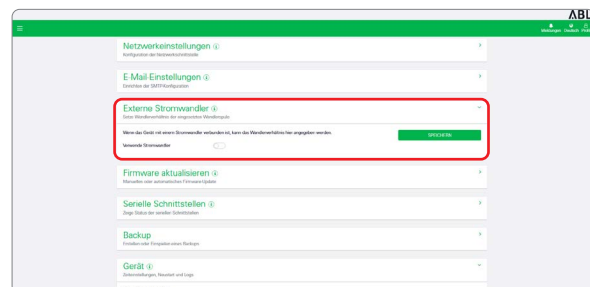 ABL
Meldungen Deutsch Profil
Netzwerkeinstellungen
Konfiguration der Netzwerkschnittstelle
E-Mail-Einstellungen
Einrichten der SMTP-Konfiguration
Externe Stromwandler
Setze Wandlerverhältnis der eingesetzten Wandlerspule
Wenn das Gerät mit einem Stromwandler verbunden ist, kann das Wandlerverhältnis hier angegeben werden.
SPEICHERN
Verwende Stromwandler
Firmware aktualisieren
Manuelles oder automatisches Firmware-Update
Serielle Schnittstellen
Zeige Status der seriellen Schnittstellen
Backup
Erstellen oder Einspielen eines Backups
Gerät
Zeiteinstellungen, Neustart und Logs